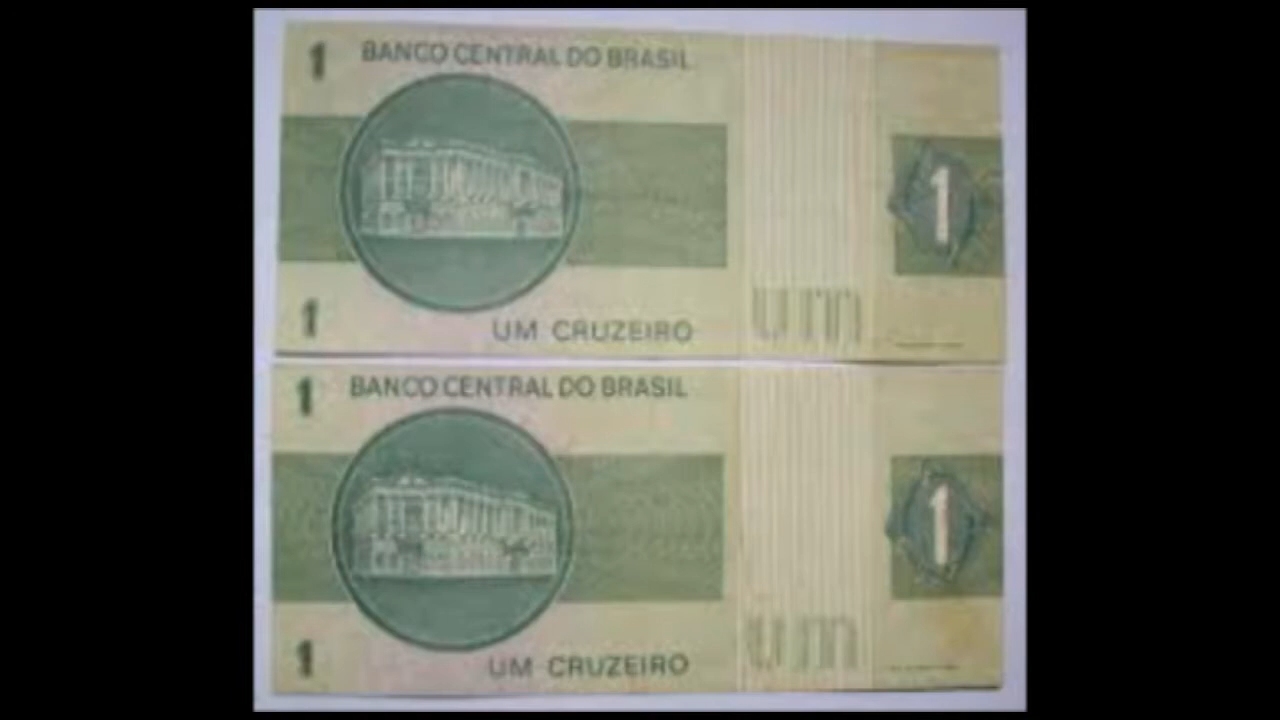 1 BANCO CENTRAL DO BRASIL
1
1 UM CRUZEIRO
um
1 BANCO CENTRAL DO BRASIL
1
1 UM CRUZEIRO
um